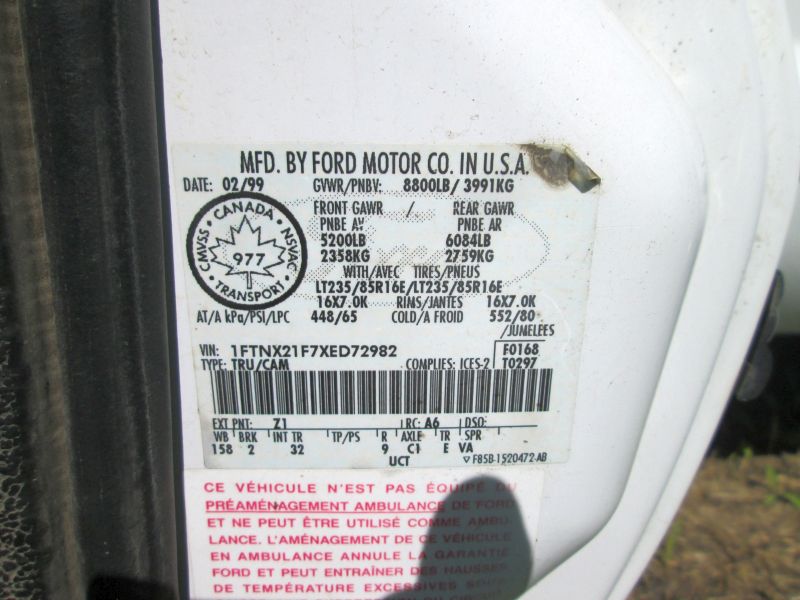 MFD. BY FORD MOTOR CO. IN U.S.A.
DATE: 02/99 GVWR/PNBV: 8800LB/ 3991KG
FRONT GAWR / REAR GAWR
PNBE AV PNBE AR
5200LB 6084LB
2358KG 2759KG
WITH/AVEC TIRES/PNEUS
LT235/85R16E/LT235/85R16E
16X7.0K RIMS/JANTES 16X7.0K
AT/A kPa/PSI/LPC 448/65 COLD/A FROID 552/80
/JUMELEES
CANADA
CMVSS NSVAC
977
TRANSPORT
VIN: 1FTNX21F7XED72982 F0168
TYPE: TRU/CAM COMPLIES: ICES-2 T0297
EXT PNT: Z1 RC: A6 DSO:
WB BRK INT TR TP/PS R AXLE TR SPR
158 2 32 9 C1 E VA
UCT F85B-1520472-AB
CE VÉHICULE N'EST PAS ÉQUIPÉ DU
PRÉAMÉNAGEMENT AMBULANCE DE FORD
ET NE PEUT ÊTRE UTILISÉ COMME AMBU-
LANCE. L'AMÉNAGEMENT DE CE VÉHICULE
EN AMBULANCE ANNULE LA GARANTIE
FORD ET PEUT ENTRAÎNER DES HAUSSES
DE TEMPÉRATURE EXCESSIVES SOUS